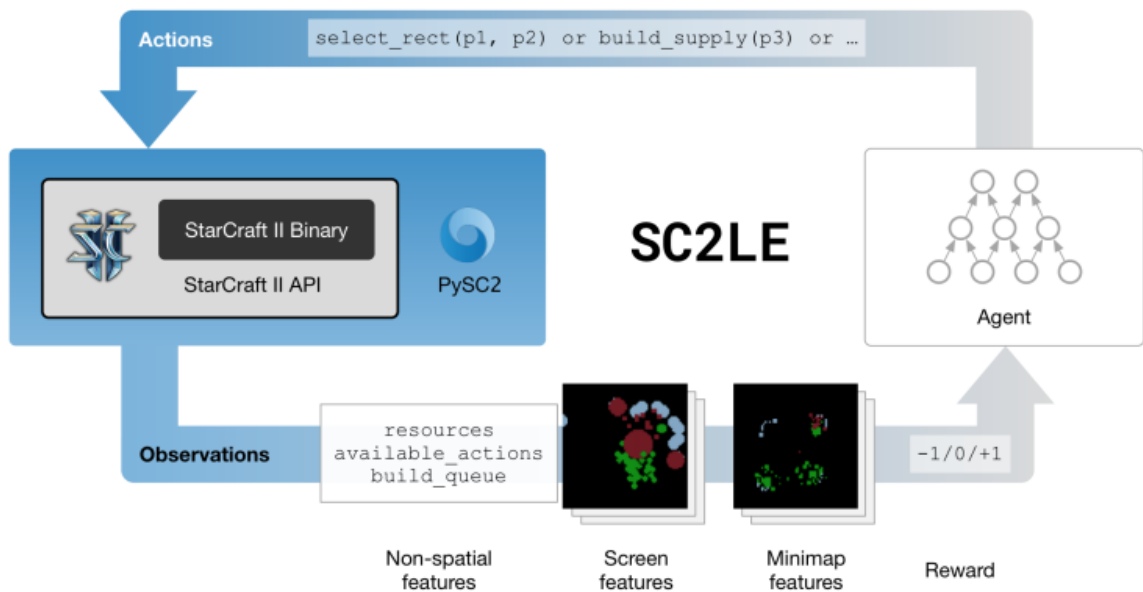 Actions
select_rect(p1, p2) or build_supply(p3) or …
StarCraft II Binary
StarCraft II API
PySC2
SC2LE
Agent
Observations
resources
available_actions
build_queue
-1/0/+1
Non-spatial
features
Screen
features
Minimap
features
Reward